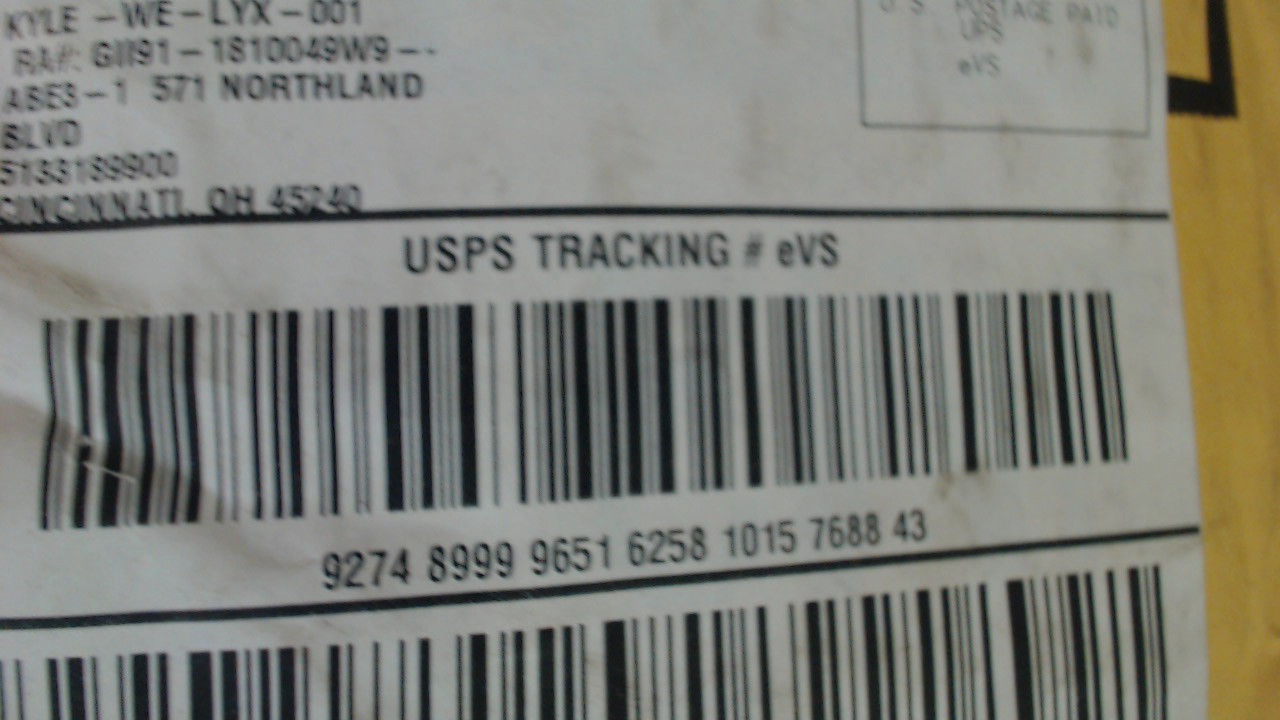 KYLE -WE-LYX-001
RA#: GII91-1810049W9--
ABE3-1 571 NORTHLAND
BLVD
5133189900
CINCINNATI, OH 45240
U.S. POSTAGE PAID
UPS
eVS
USPS TRACKING # eVS
9274 8999 9651 6258 1015 7688 43